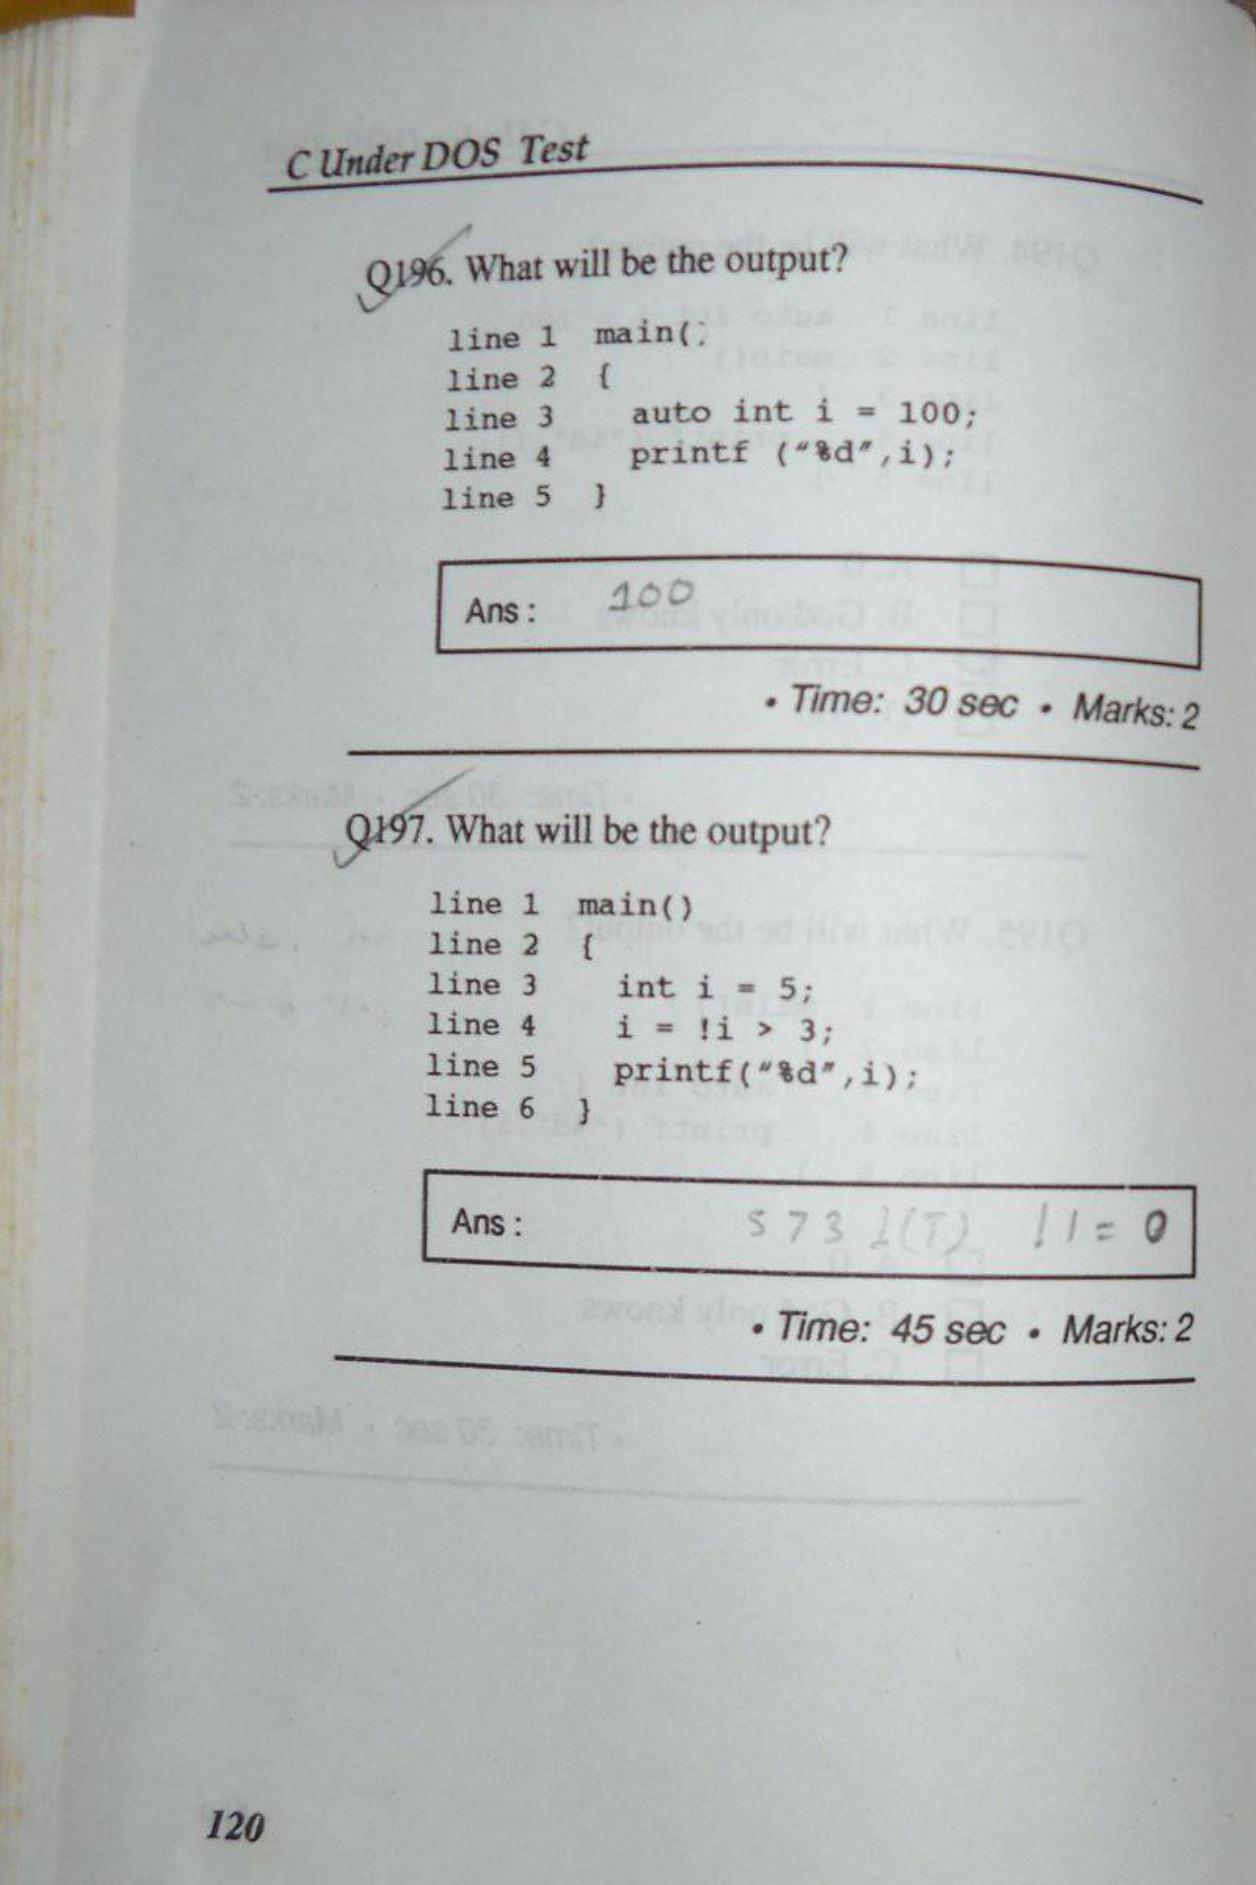 C Under DOS Test
Q196. What will be the output?
line 1 main()
line 2 {
line 3 auto int i = 100;
line 4 printf ("%d",i);
line 5 }
Ans : 100
• Time: 30 sec • Marks: 2
Q197. What will be the output?
line 1 main()
line 2 {
line 3 int i = 5;
line 4 i = !i > 3;
line 5 printf("%d",i);
line 6 }
Ans : 5 7 3 1(T) !1 = 0
• Time: 45 sec • Marks: 2
120